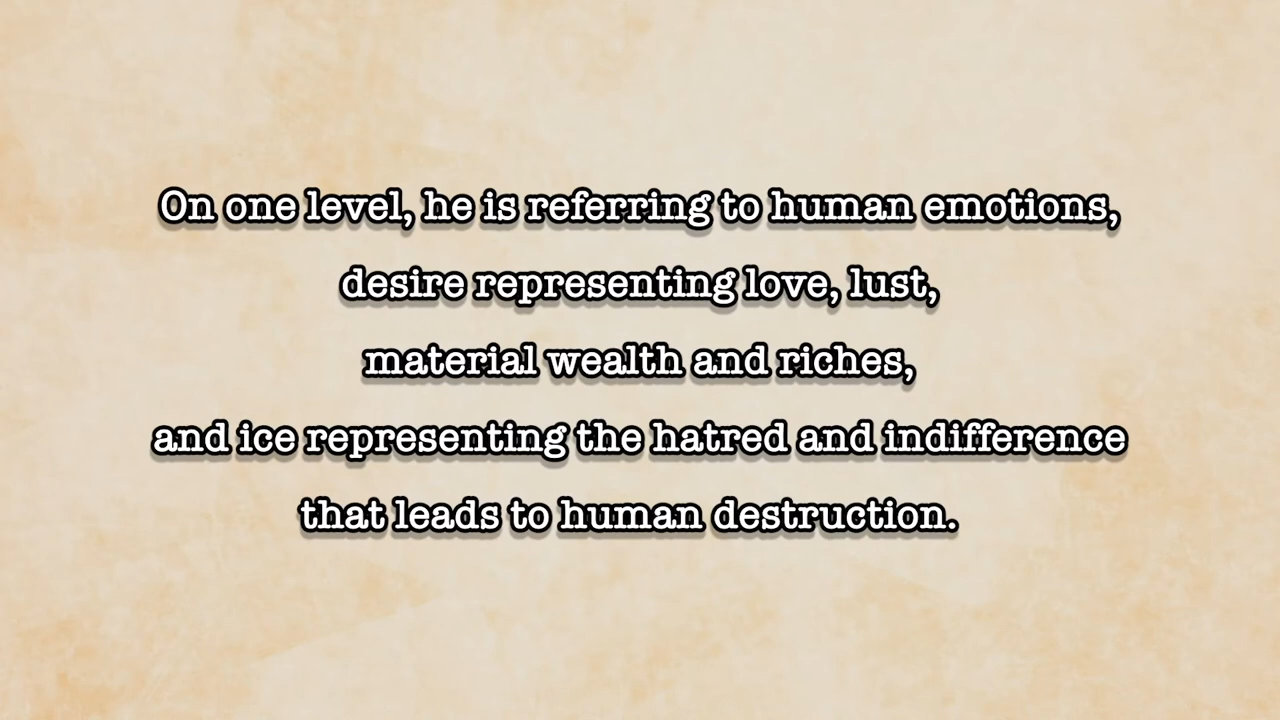 On one level, he is referring to human emotions,
desire representing love, lust,
material wealth and riches,
and ice representing the hatred and indifference
that leads to human destruction.